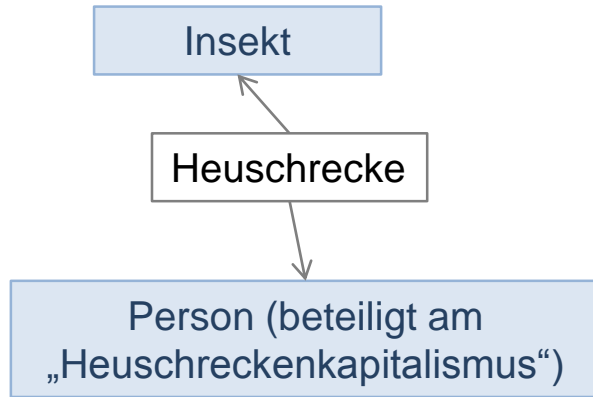 Insekt
Heuschrecke
Person (beteiligt am
„Heuschreckenkapitalismus“)